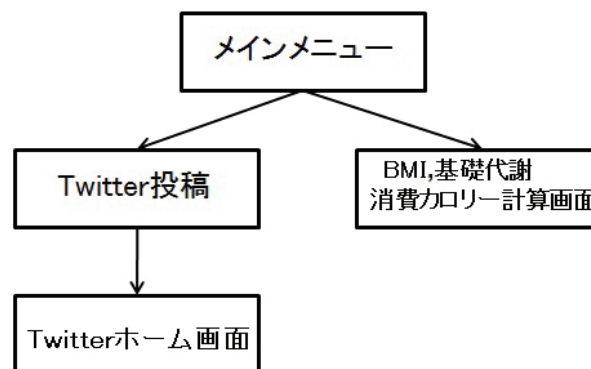 メインメニュー
Twitter投稿
BMI,基礎代謝
消費カロリー計算画面
Twitterホーム画面